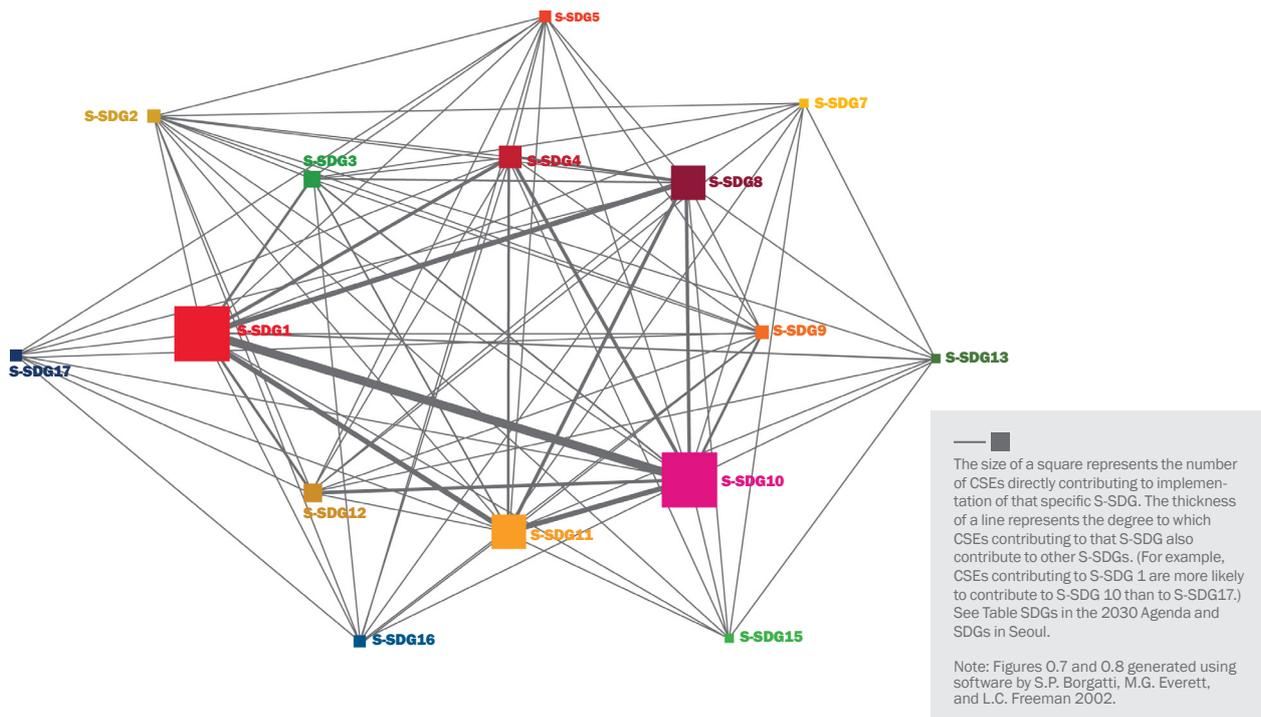 S-SDG5
S-SDG7
S-SDG2
S-SDG3
S-SDG4
S-SDG8
S-SDG1
S-SDG9
S-SDG13
S-SDG17
S-SDG10
S-SDG12
S-SDG11
S-SDG16
S-SDG15
The size of a square represents the number
of CSEs directly contributing to implemen-
tation of that specific S-SDG. The thickness
of a line represents the degree to which
CSEs contributing to that S-SDG also
contribute to other S-SDGs. (For example,
CSEs contributing to S-SDG 1 are more likely
to contribute to S-SDG 10 than to S-SDG17.)
See Table SDGs in the 2030 Agenda and
SDGs in Seoul.
Note: Figures 0.7 and 0.8 generated using
software by S.P. Borgatti, M.G. Everett,
and L.C. Freeman 2002.